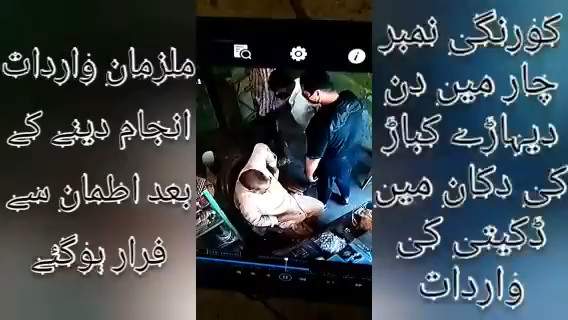 کورنگی نمبر
چار میں دن
دیہاڑے کباڑ
کی دکان میں
ڈکیتی کی
واردات
ملزمان واردات
انجام دینے کے
بعد اطمان سے
فرار ہوگئے